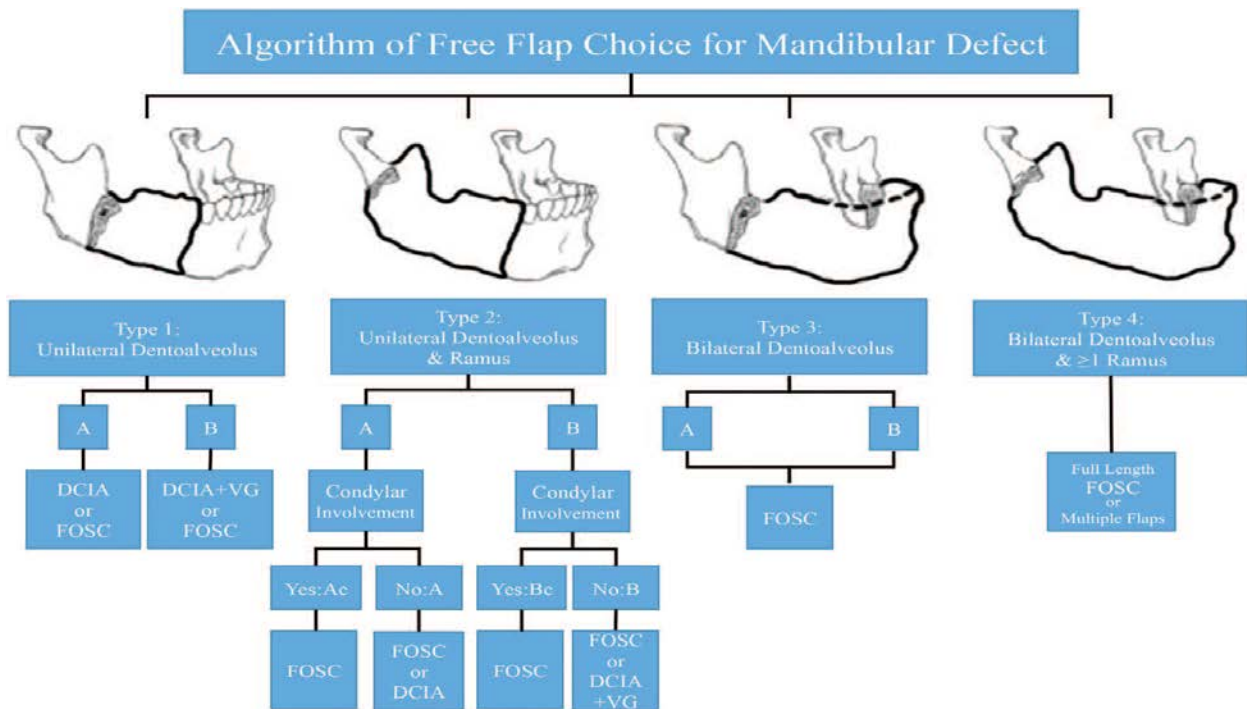 Algorithm of Free Flap Choice for Mandibular Defect
Type 1:
Unilateral Dentoalveolus
Type 2:
Unilateral Dentoalveolus
& Ramus
Type 3:
Bilateral Dentoalveolus
Type 4:
Bilateral Dentoalveolus
& ≥1 Ramus
A
B
A
B
A
B
DCIA
or
FOSC
DCIA+VG
or
FOSC
Condylar
Involvement
Condylar
Involvement
FOSC
Full Length
FOSC
or
Multiple Flaps
Yes:Ac
No:A
Yes:Bc
No:B
FOSC
FOSC
or
DCIA
FOSC
FOSC
or
DCIA
+VG